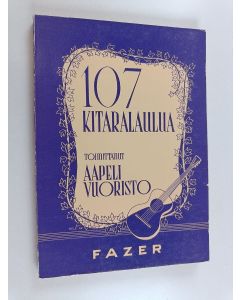 107
KITARALAULUA
TOIMITTANUT
AAPELI
VUORISTO
FAZER